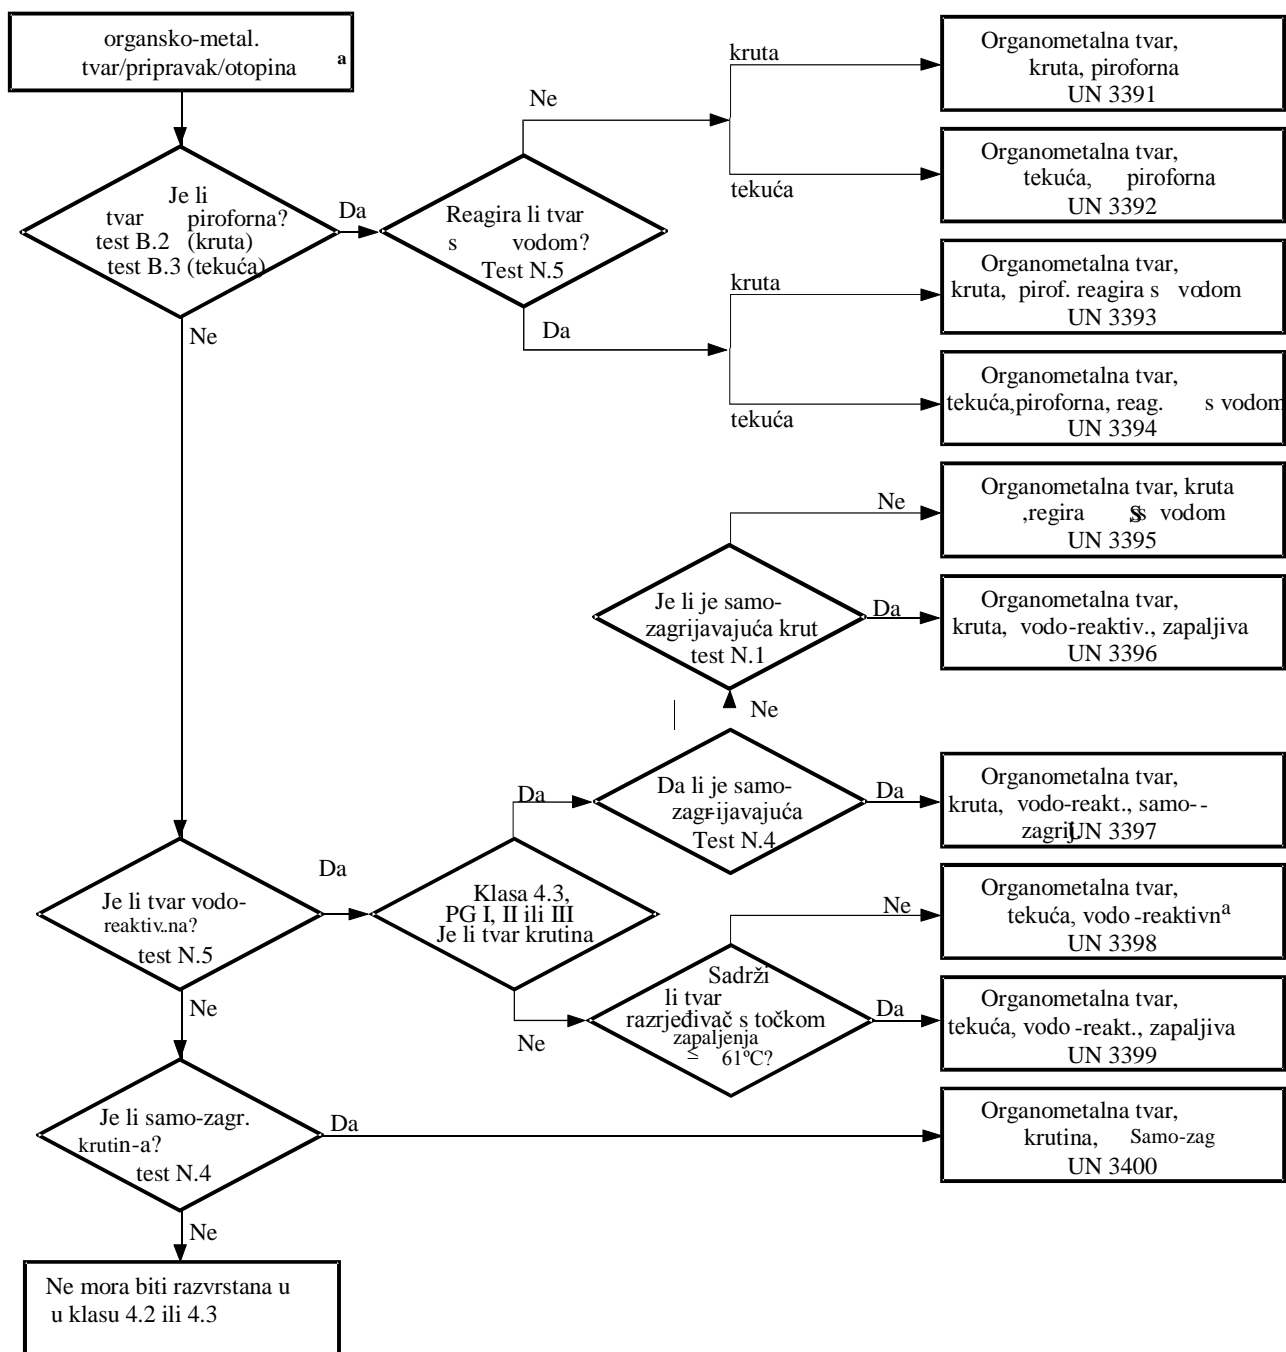 organsko-metal.
tvar/pripravak/otopina a
Je li
tvar piroforna?
test B.2 (kruta)
test B.3 (tekuća)
Da
Ne
Reagira li tvar
s vodom?
Test N.5
Ne
Da
kruta
tekuća
kruta
tekuća
Organometalna tvar,
kruta, piroforna
UN 3391
Organometalna tvar,
tekuća, piroforna
UN 3392
Organometalna tvar,
kruta, pirof. reagira s vodom
UN 3393
Organometalna tvar,
tekuća,piroforna, reag. s vodom
UN 3394
Organometalna tvar, kruta
,regira s vodom
UN 3395
Ne
Je li je samo-
zagrijavajuća krut
test N.1
Da
Organometalna tvar,
kruta, vodo-reaktiv., zapaljiva
UN 3396
Ne
Da li je samo-
zagr-ijavajuća
Test N.4
Da
Da
Organometalna tvar,
kruta, vodo-reakt., samo--
zagrij. UN 3397
Je li tvar vodo-
reaktiv..na?
test N.5
Da
Ne
Klasa 4.3,
PG I, II ili III
Je li tvar krutina
Ne
Sadrži
li tvar
razrjeđivač s točkom
zapaljenja
≤ 61ºC?
Ne
Da
Organometalna tvar,
tekuća, vodo -reaktivna
UN 3398
Organometalna tvar,
tekuća, vodo -reakt., zapaljiva
UN 3399
Je li samo-zagr.
krutin-a?
test N.4
Da
Ne
Organometalna tvar,
krutina, Samo-zag
UN 3400
Ne mora biti razvrstana u
u klasu 4.2 ili 4.3